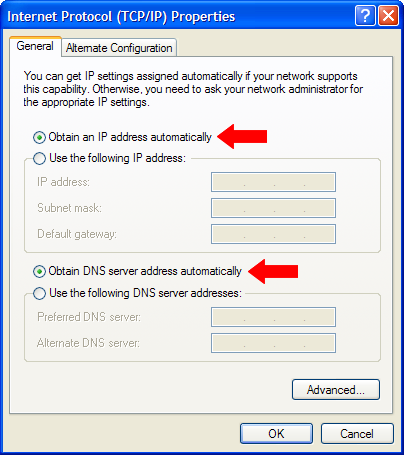 Internet Protocol (TCP/IP) Properties
General
Alternate Configuration
You can get IP settings assigned automatically if your network supports
this capability. Otherwise, you need to ask your network administrator for
the appropriate IP settings.
Obtain an IP address automatically
Use the following IP address:
IP address:
Subnet mask:
Default gateway:
Obtain DNS server address automatically
Use the following DNS server addresses:
Preferred DNS server:
Alternate DNS server:
Advanced...
OK
Cancel